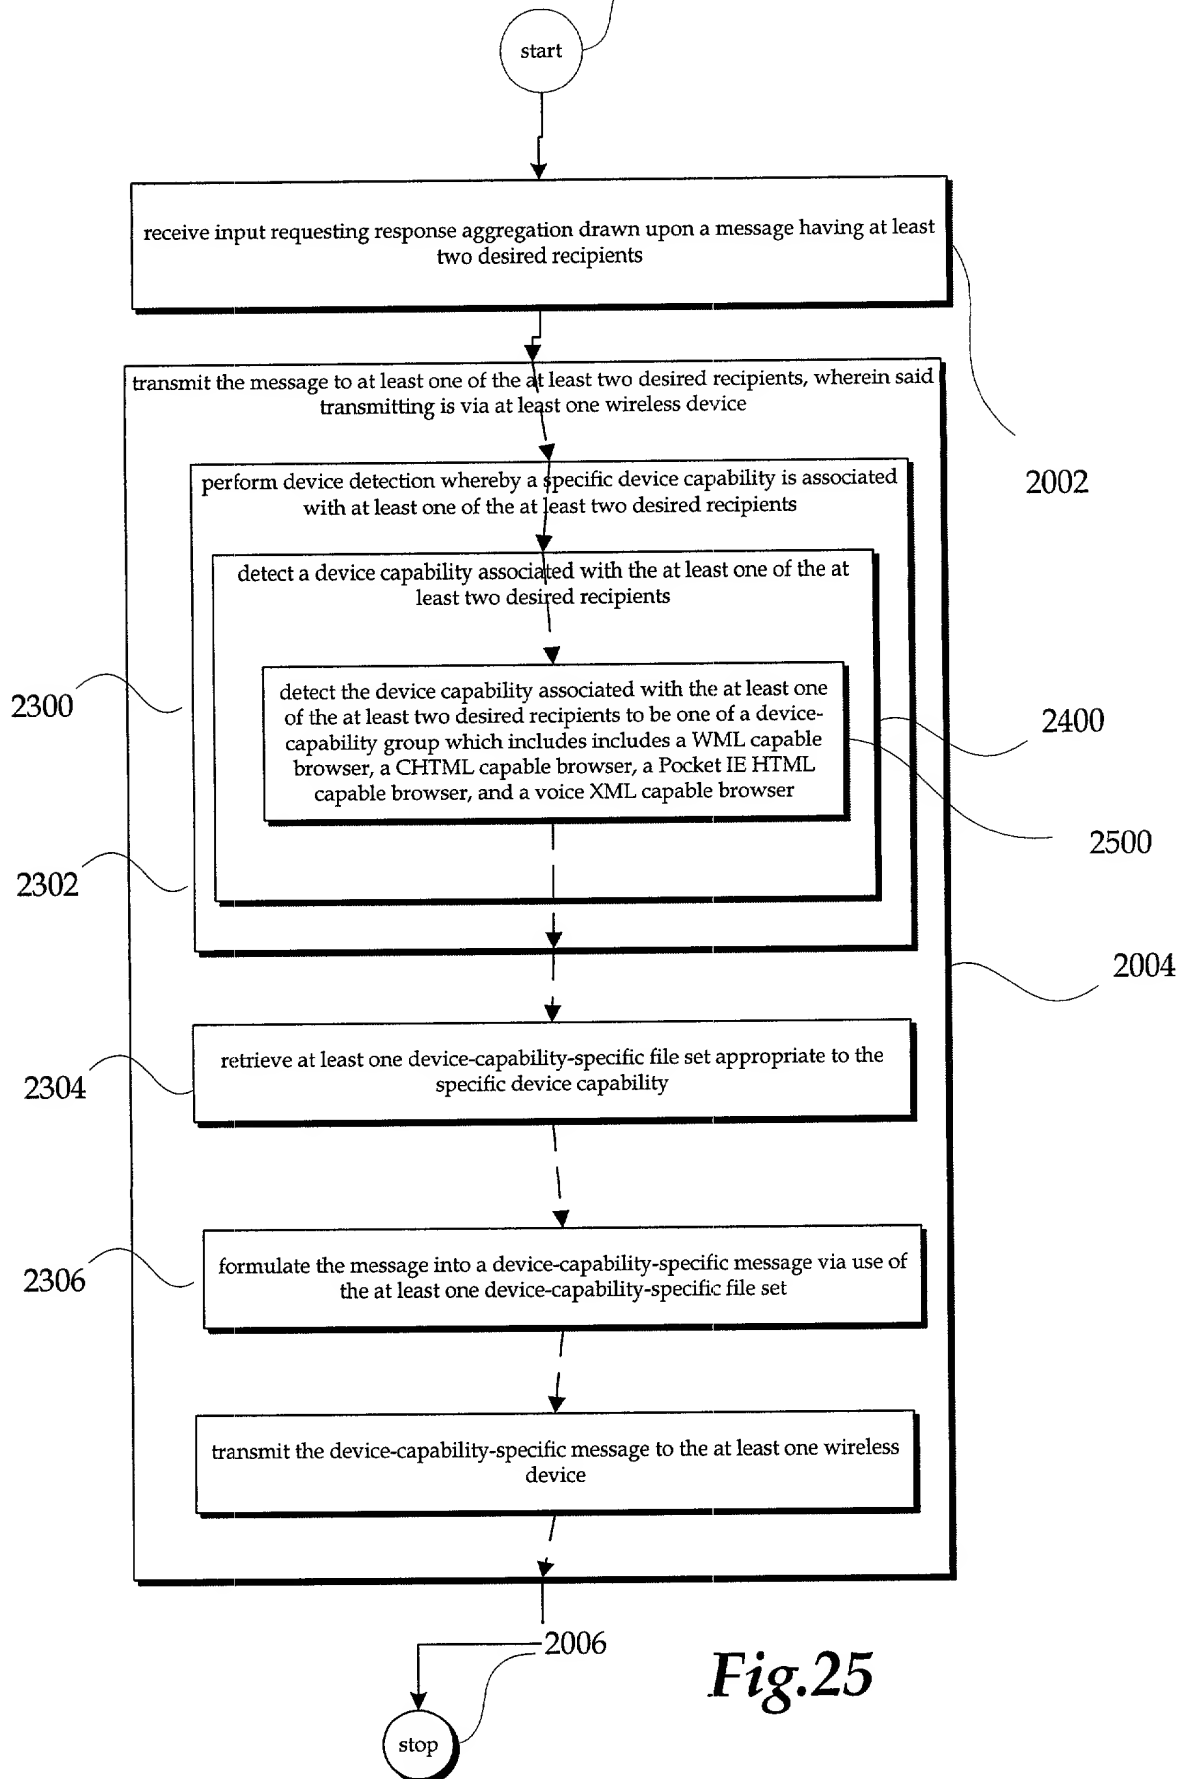 start
receive input requesting response aggregation drawn upon a message having at least
two desired recipients
2002
transmit the message to at least one of the at least two desired recipients, wherein said
transmitting is via at least one wireless device
perform device detection whereby a specific device capability is associated
with at least one of the at least two desired recipients
detect a device capability associated with the at least one of the at
least two desired recipients
detect the device capability associated with the at least one
of the at least two desired recipients to be one of a device-
capability group which includes includes a WML capable
browser, a CHTML capable browser, a Pocket IE HTML
capable browser, and a voice XML capable browser
2300
2400
2500
2302
2004
retrieve at least one device-capability-specific file set appropriate to the
specific device capability
2304
formulate the message into a device-capability-specific message via use of
the at least one device-capability-specific file set
2306
transmit the device-capability-specific message to the at least one wireless
device
2006
stop
Fig.25